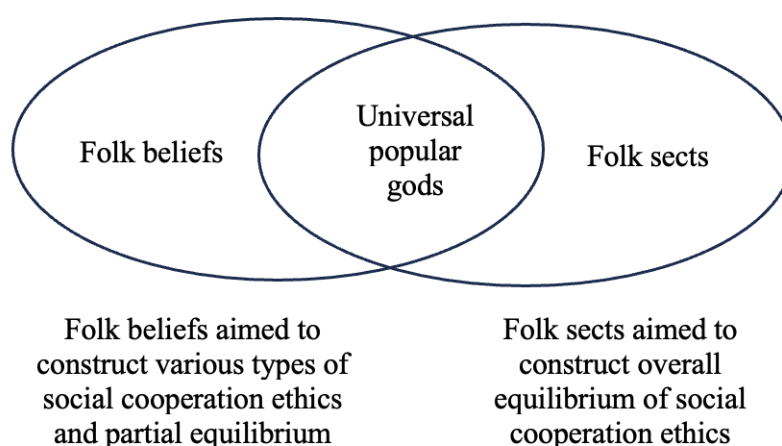 Folk beliefs
Universal
popular
gods
Folk sects
Folk beliefs aimed to
construct various types of
social cooperation ethics
and partial equilibrium
Folk sects aimed to
construct overall
equilibrium of social
cooperation ethics